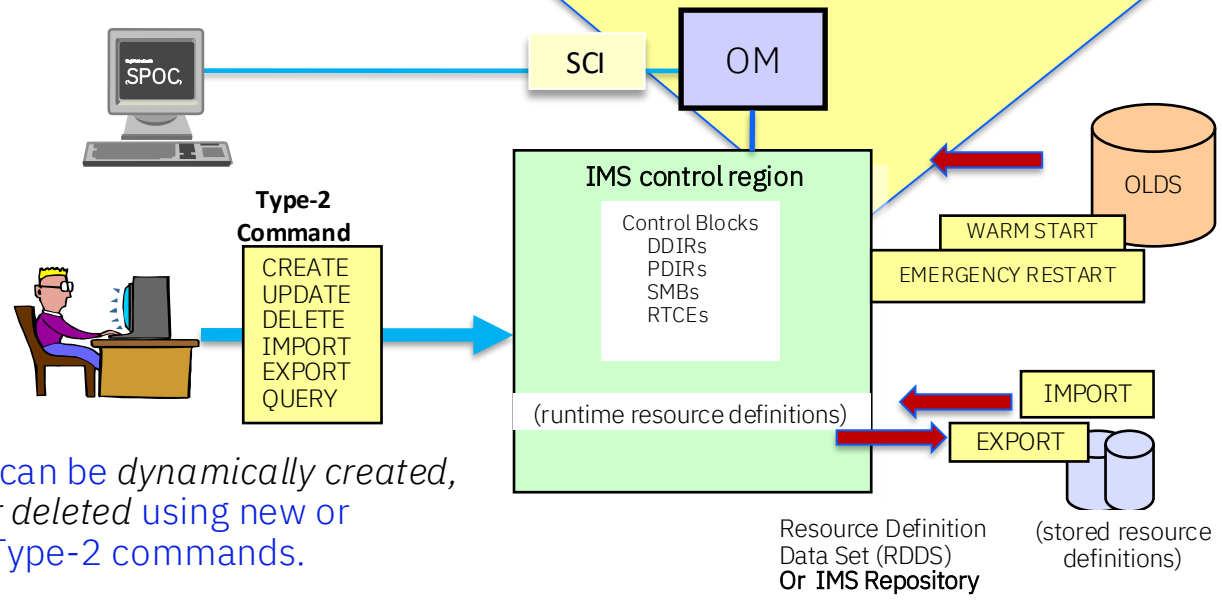 SPOC
SCI
OM
IMS control region
OLDS
Control Blocks
DDIRs
PDIRs
SMBs
RTCEs
WARM START
EMERGENCY RESTART
Type-2
Command
CREATE
UPDATE
DELETE
IMPORT
EXPORT
QUERY
(runtime resource definitions)
IMPORT
EXPORT
can be dynamically created,
deleted using new or
Type-2 commands.
Resource Definition
Data Set (RDDS)
Or IMS Repository
(stored resource
definitions)